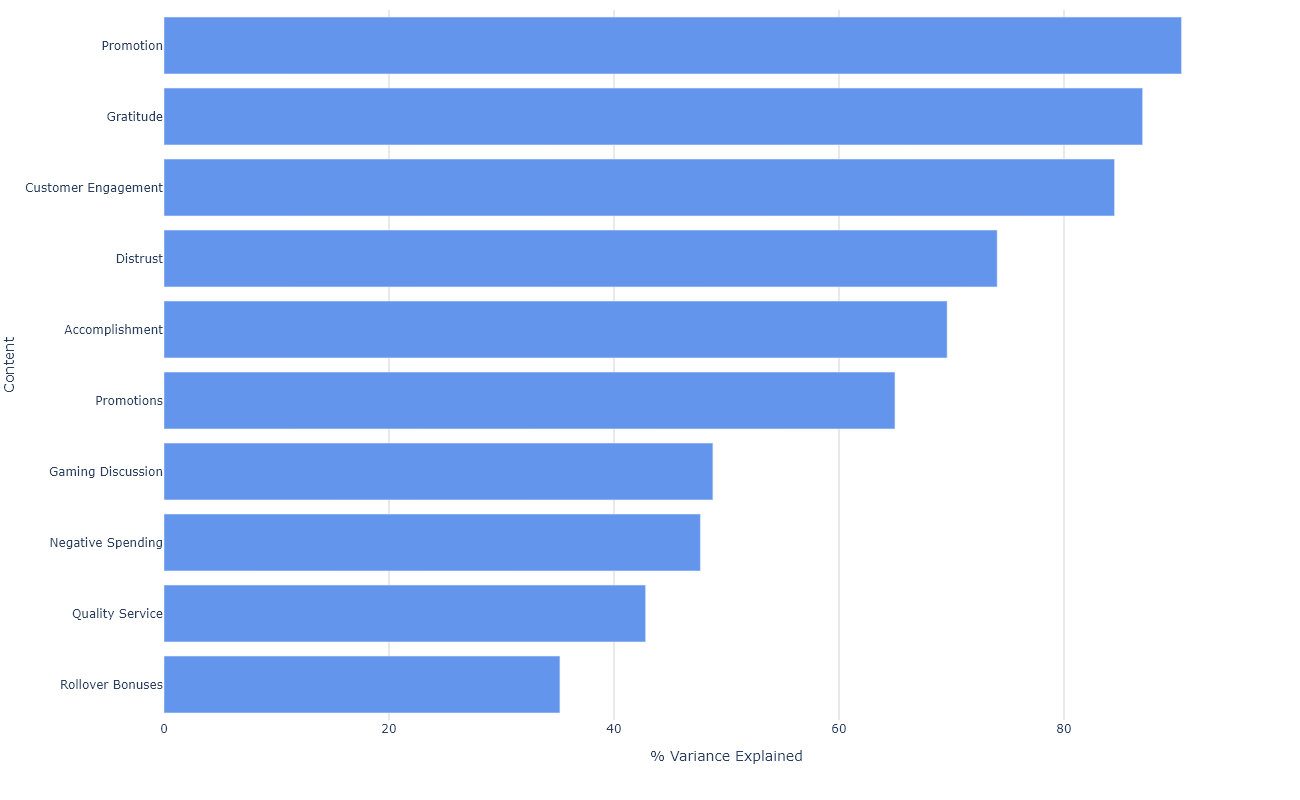 Promotion
Gratitude
Customer Engagement
Distrust
Accomplishment
Promotions
Gaming Discussion
Negative Spending
Quality Service
Rollover Bonuses
Content
0 20 40 60 80
% Variance Explained